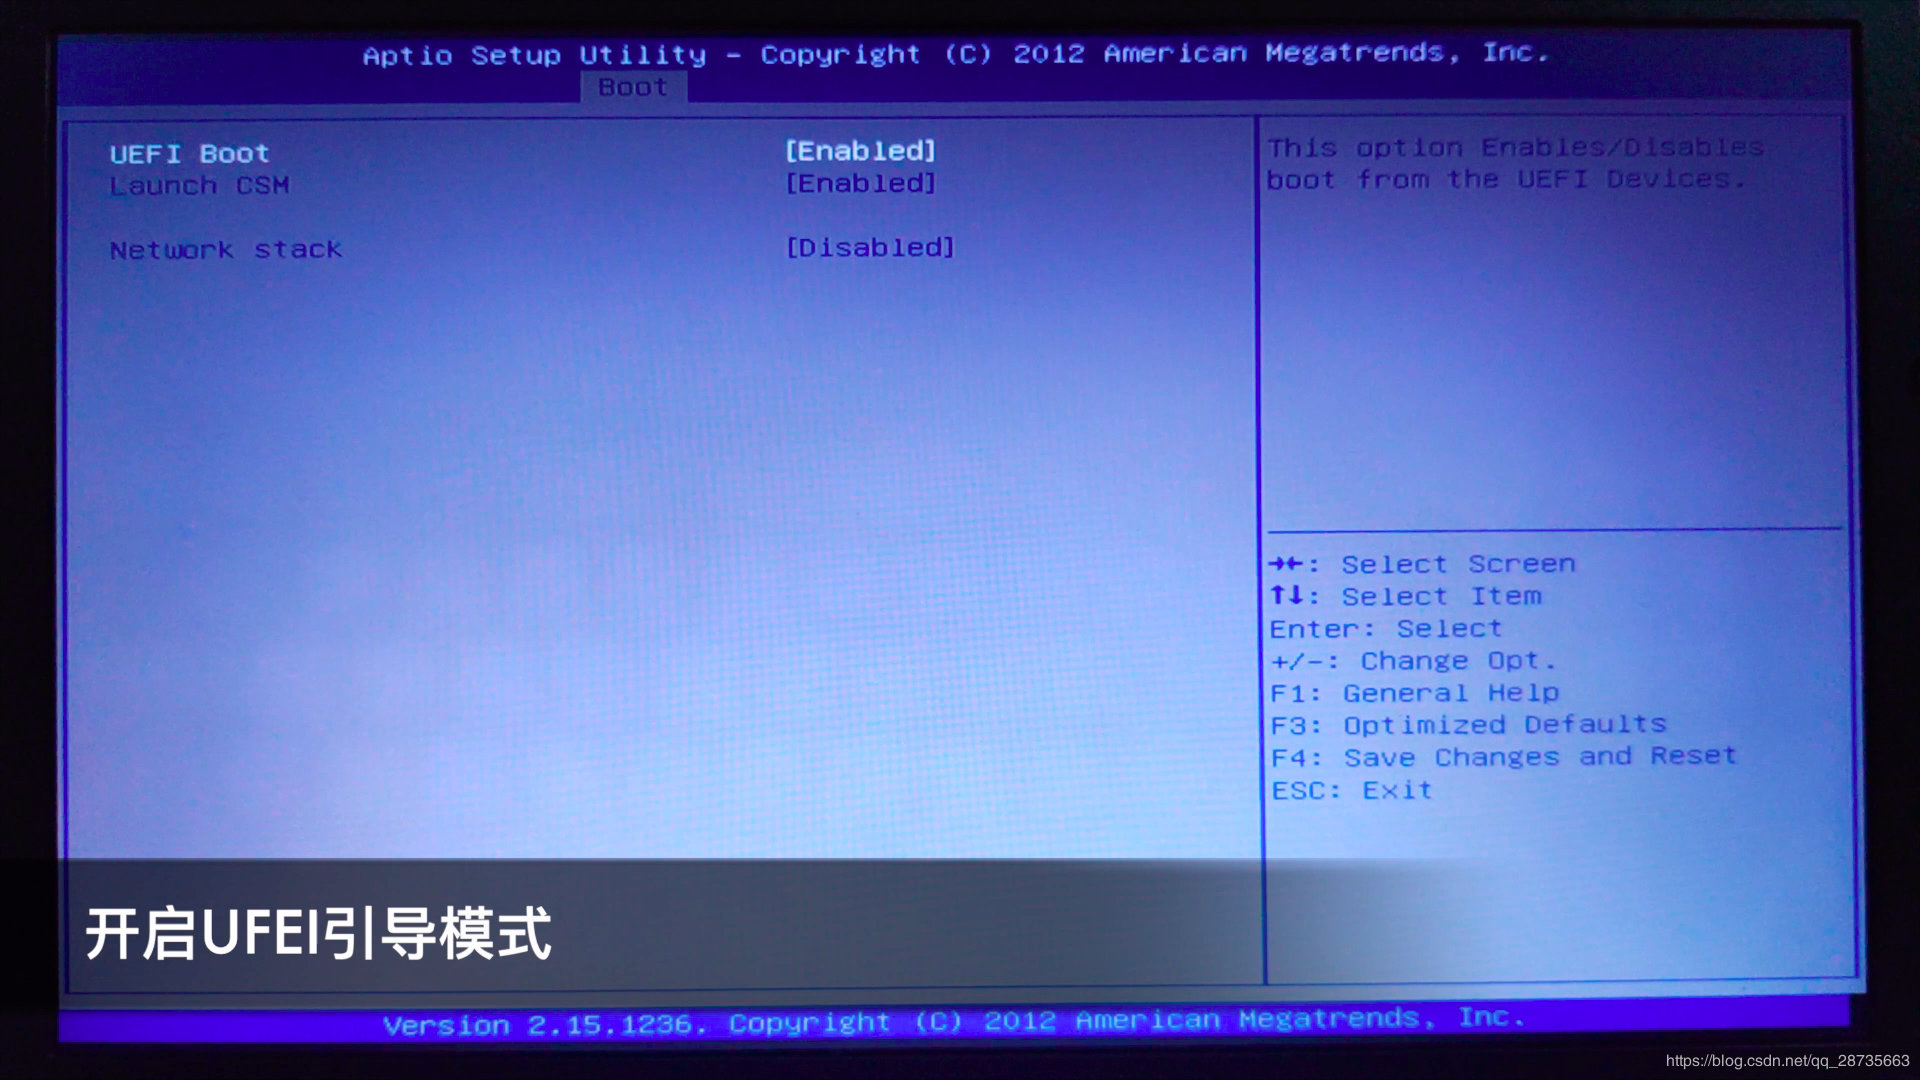 Aptio Setup Utility – Copyright (C) 2012 American Megatrends, Inc.
Boot
UEFI Boot [Enabled]
Launch CSM [Enabled]
Network stack [Disabled]
This option Enables/Disables
boot from the UEFI Devices.
→←: Select Screen
↑↓: Select Item
Enter: Select
+/-: Change Opt.
F1: General Help
F3: Optimized Defaults
F4: Save Changes and Reset
ESC: Exit
开启UFEI引导模式
Version 2.15.1236. Copyright (C) 2012 American Megatrends, Inc.
https://blog.csdn.net/qq_28735663